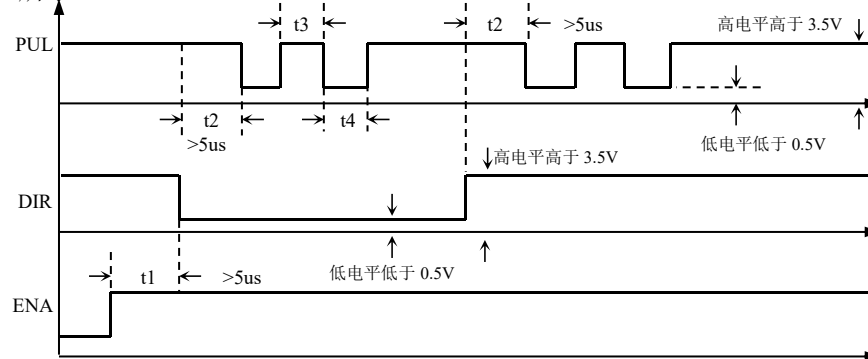 t3
t2
>5us
高电平高于 3.5V
PUL
t2
t4
>5us
低电平低于 0.5V
高电平高于 3.5V
DIR
t1
>5us
低电平低于 0.5V
ENA